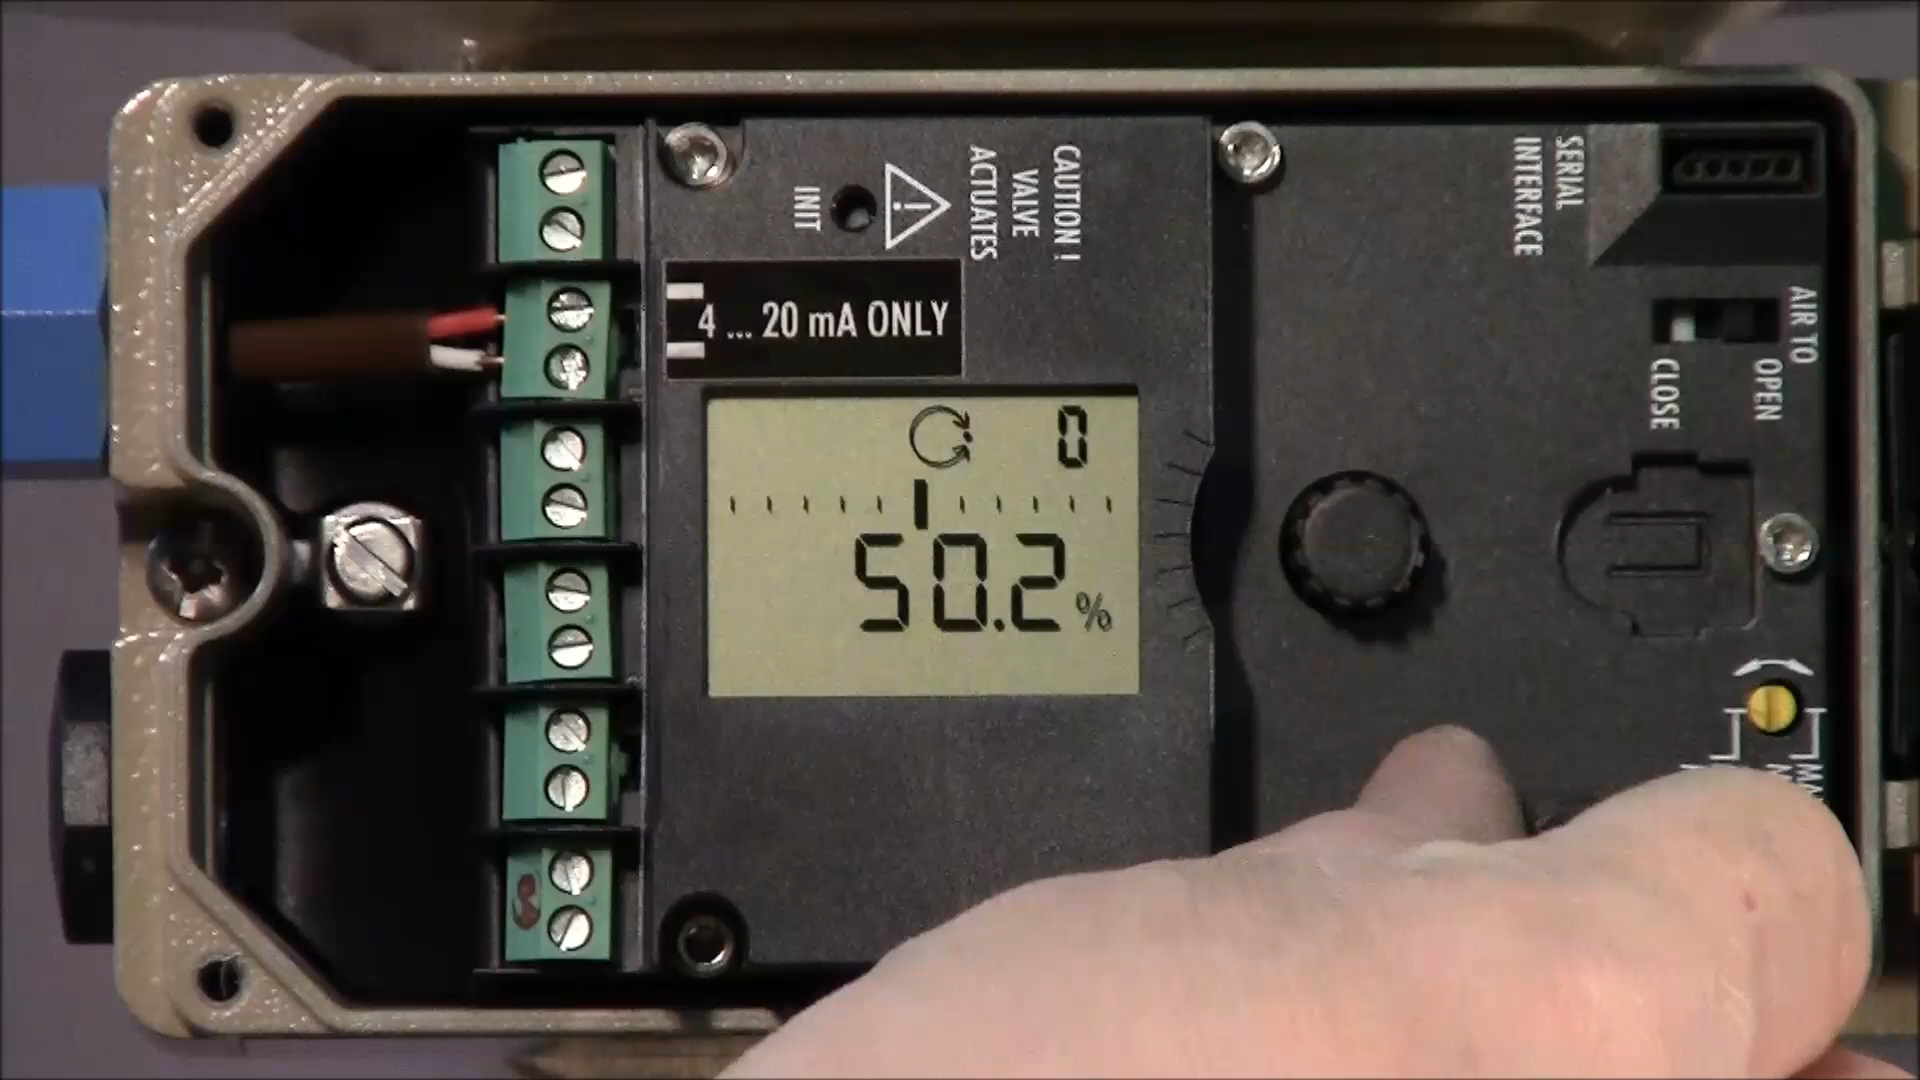 CAUTION !
VALVE
ACTUATES
INIT
SERIAL
INTERFACE
4 ... 20 mA ONLY
AIR TO
OPEN
CLOSE
0
50.2 %